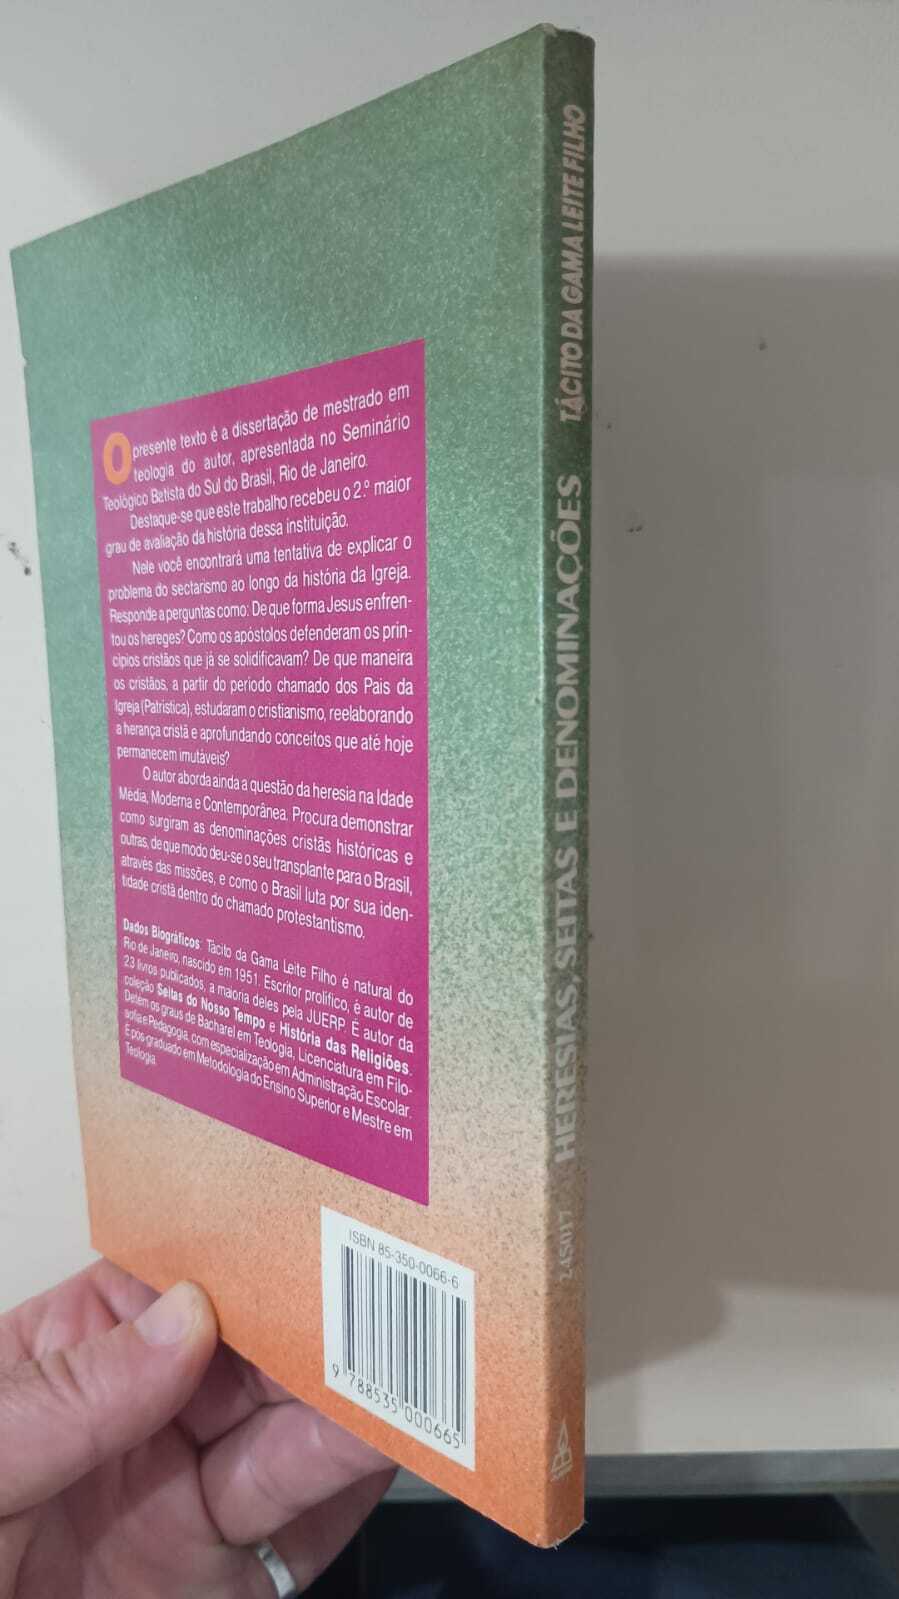 O presente texto é a dissertação de mestrado em
teologia do autor, apresentada no Seminário
Teológico Batista do Sul do Brasil, Rio de Janeiro.
Destaque-se que este trabalho recebeu o 2.º maior
grau de avaliação da história dessa instituição.
Nele você encontrará uma tentativa de explicar o
problema do sectarismo ao longo da história da Igreja.
Responde a perguntas como: De que forma Jesus enfren-
tou os hereges? Como os apóstolos defenderam os prin-
cípios cristãos que já se solidificavam? De que maneira
os cristãos, a partir do período chamado dos Pais da
Igreja (Patrística), estudaram o cristianismo, reelaborando
a herança cristã e aprofundando conceitos que até hoje
permanecem imutáveis?
O autor aborda ainda a questão da heresia na Idade
Média, Moderna e Contemporânea. Procura demonstrar
como surgiram as denominações cristãs históricas e
outras, de que modo deu-se o seu transplante para o Brasil,
através das missões, e como o Brasil luta por sua iden-
tidade cristã dentro do chamado protestantismo.
Dados Biográficos: Tácito da Gama Leite Filho é natural do
Rio de Janeiro, nascido em 1951. Escritor prolífico, é autor de
23 livros publicados, a maioria deles pela JUERP. É autor da
coleção Seitas do Nosso Tempo e História das Religiões.
Detém os graus de Bacharel em Teologia, Licenciatura em Filo-
sofia e Pedagogia, com especialização em Administração Escolar.
É pós-graduado em Metodologia do Ensino Superior e Mestre em
Teologia.
ISBN 85-350-0066-6
9 788535 000665
24S017 HERESIAS, SEITAS E DENOMINAÇÕES TÁCITO DA GAMA LEITE FILHO